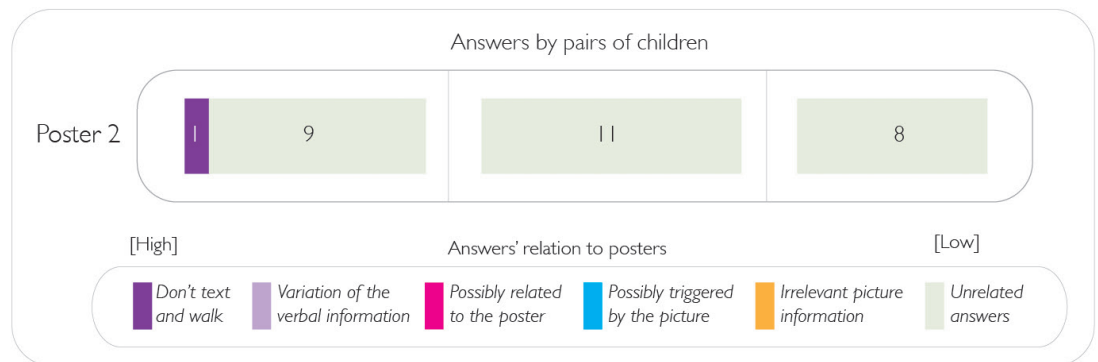 Answers by pairs of children
Poster 2
1 9 11 8
[High] Answers' relation to posters [Low]
Don't text Variation of the Possibly related Possibly triggered Irrelevant picture Unrelated
and walk verbal information to the poster by the picture information answers